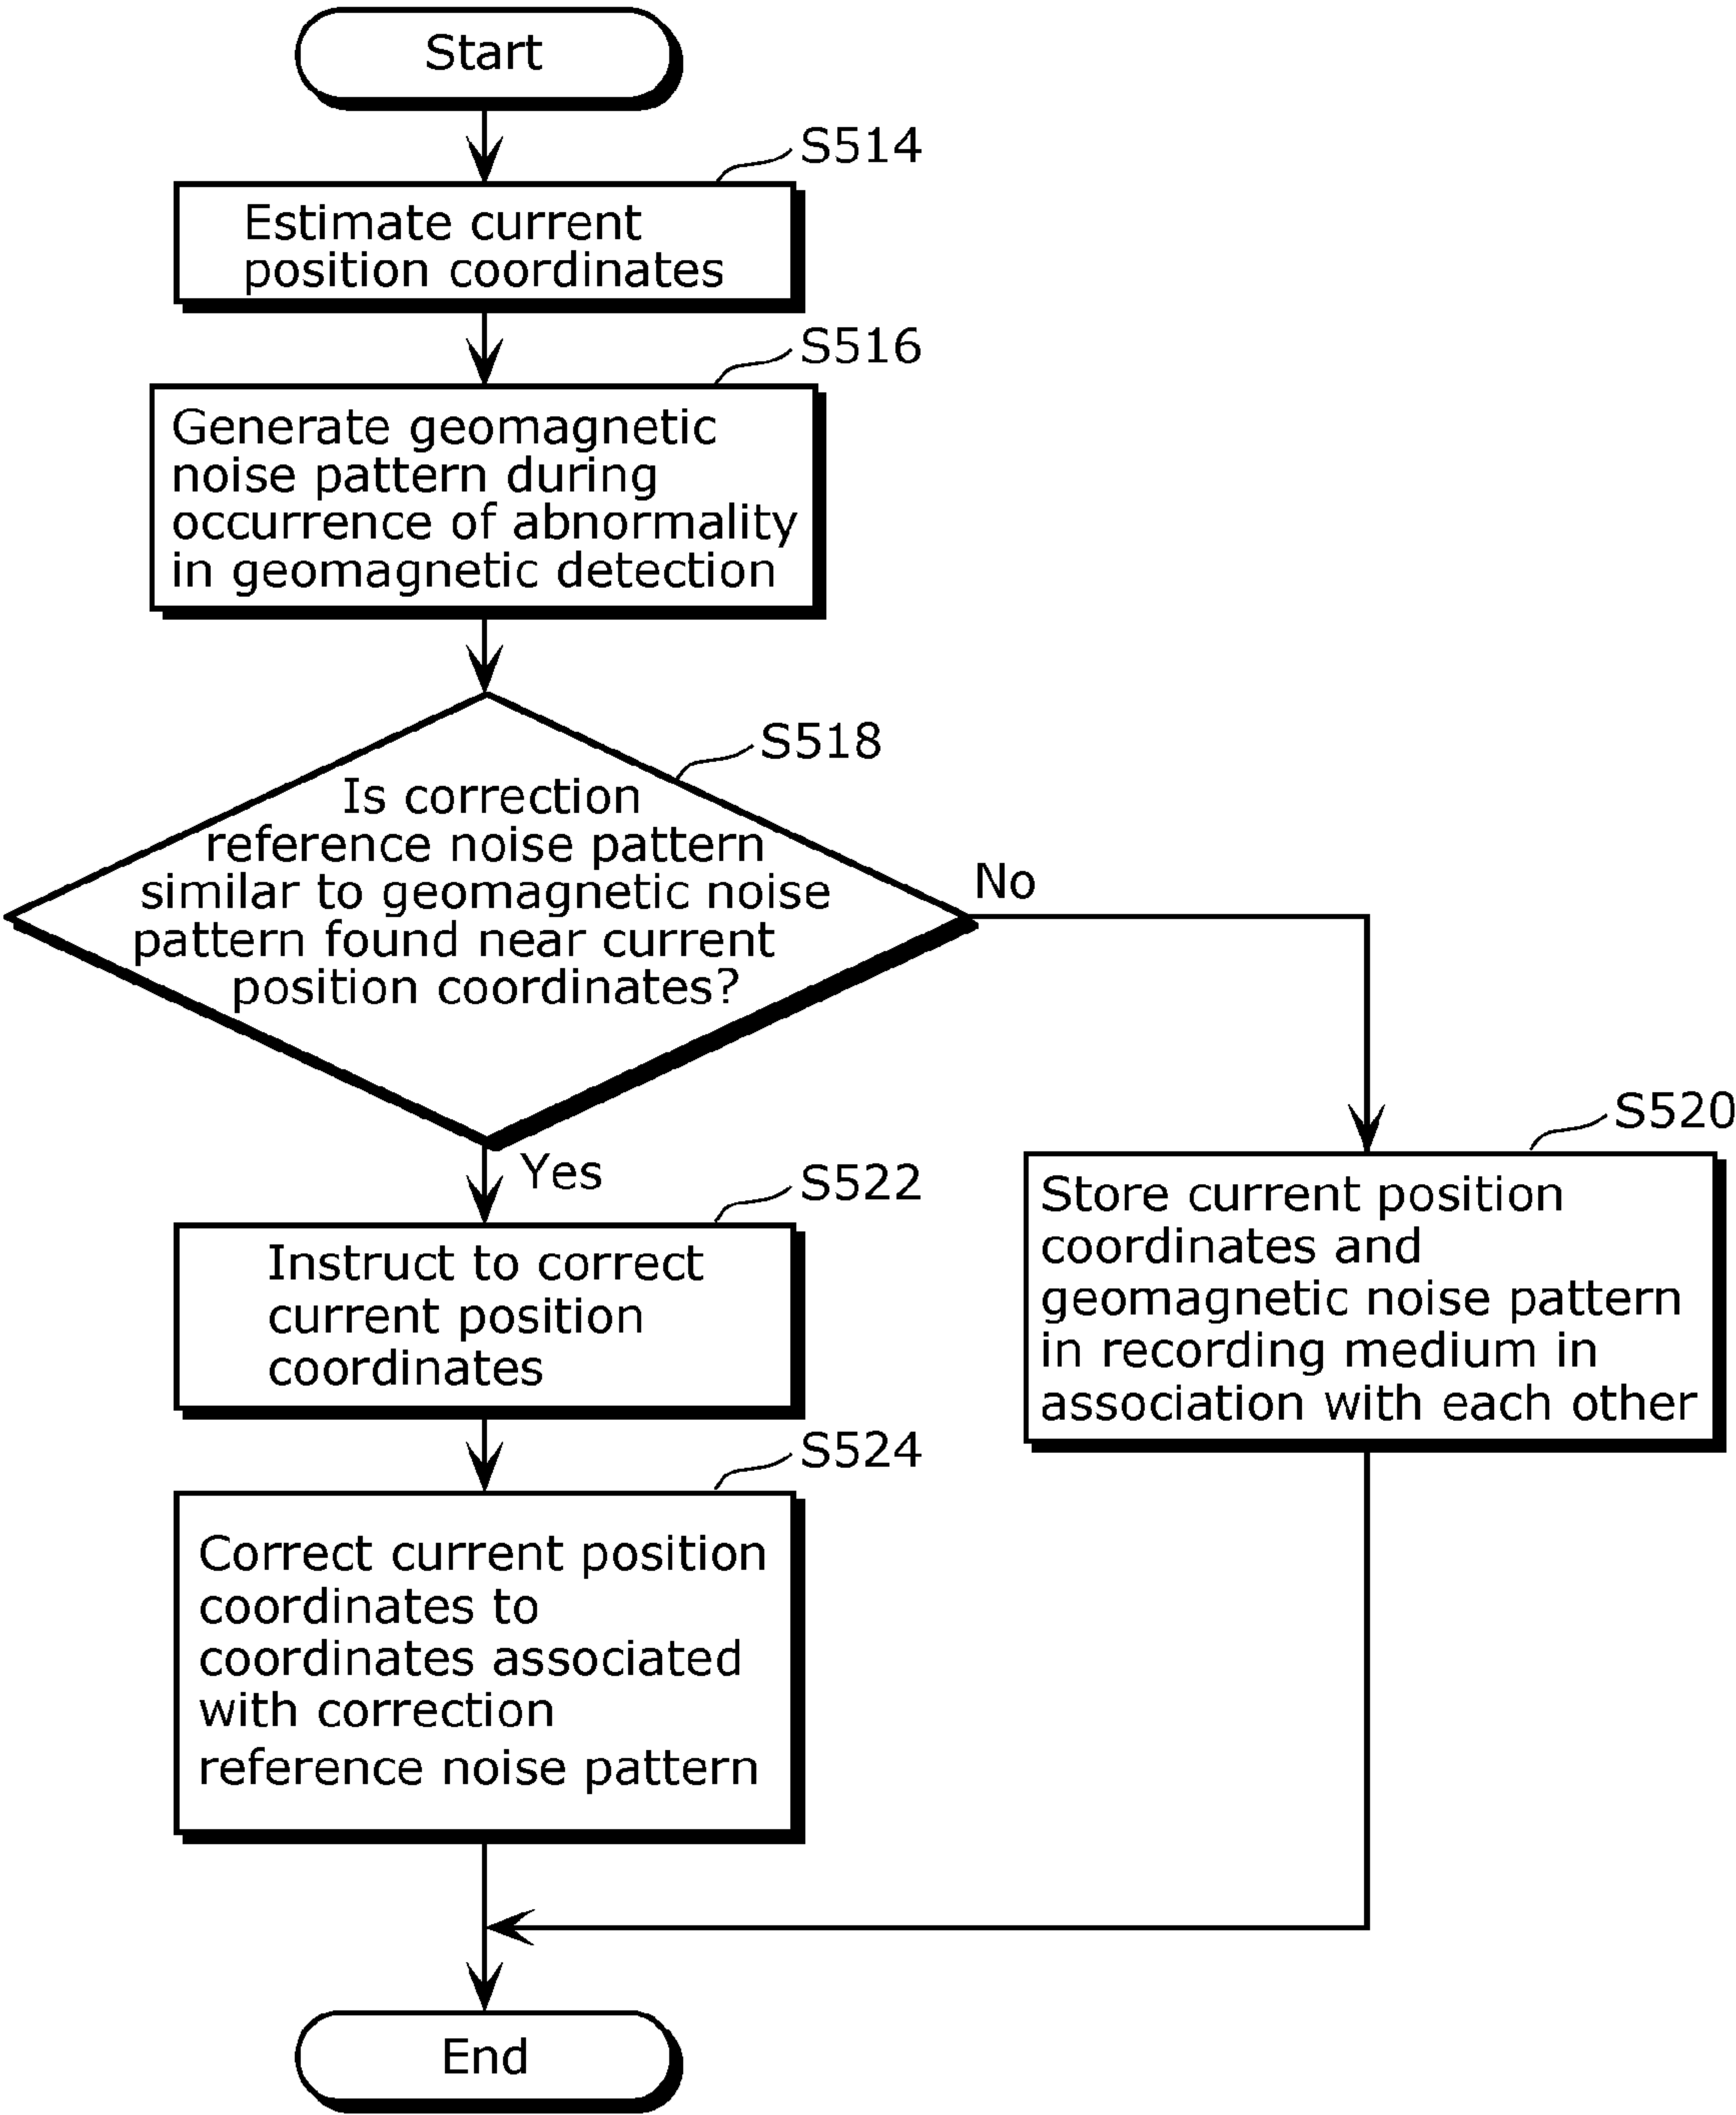 Start
S514
Estimate current
position coordinates
S516
Generate geomagnetic
noise pattern during
occurrence of abnormality
in geomagnetic detection
S518
Is correction
reference noise pattern
similar to geomagnetic noise
pattern found near current
position coordinates?
No
Yes
S520
Store current position
coordinates and
geomagnetic noise pattern
in recording medium in
association with each other
S522
Instruct to correct
current position
coordinates
S524
Correct current position
coordinates to
coordinates associated
with correction
reference noise pattern
End